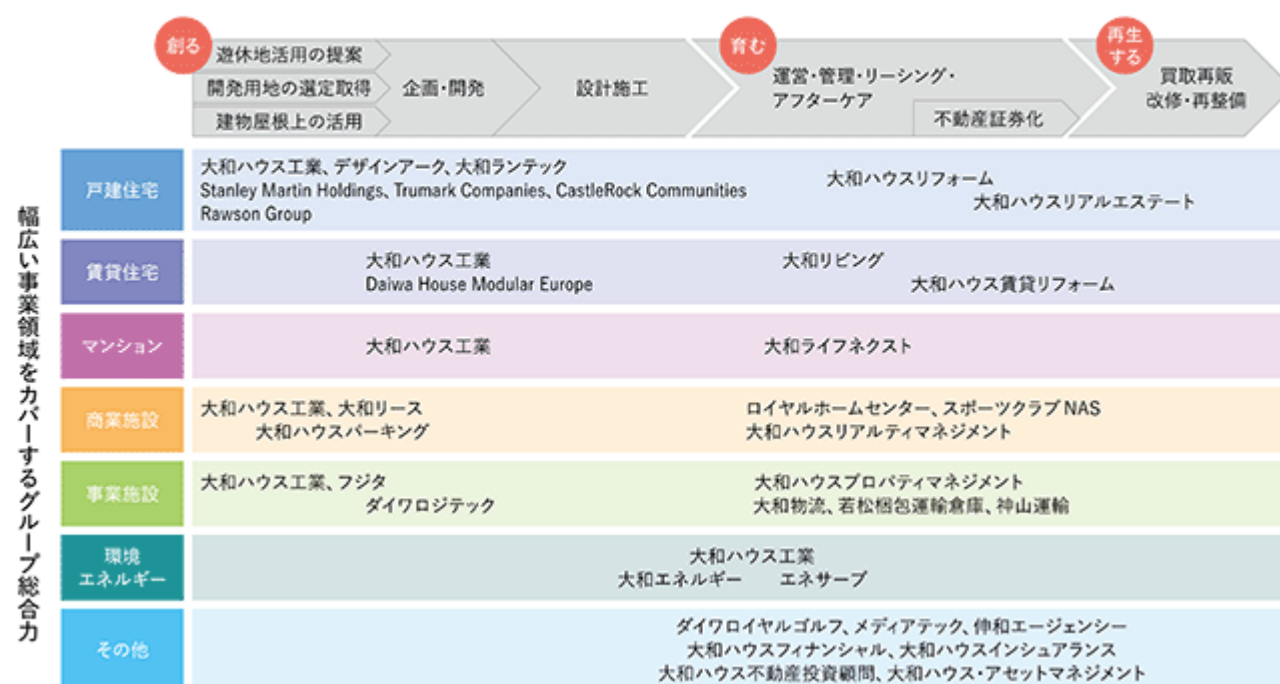 創る
遊休地活用の提案
開発用地の選定取得
建物屋根上の活用
企画・開発
設計施工
育む
運営・管理・リーシング・
アフターケア
不動産証券化
再生
する
買取再販
改修・再整備
幅広い事業領域をカバーするグループ総合力
戸建住宅
大和ハウス工業、デザインアーク、大和ランテック
Stanley Martin Holdings、Trumark Companies、CastleRock Communities
Rawson Group
大和ハウスリフォーム
大和ハウスリアルエステート
賃貸住宅
大和ハウス工業
Daiwa House Modular Europe
大和リビング
大和ハウス賃貸リフォーム
マンション
大和ハウス工業
大和ライフネクスト
商業施設
大和ハウス工業、大和リース
大和ハウスパーキング
ロイヤルホームセンター、スポーツクラブ NAS
大和ハウスリアルティマネジメント
事業施設
大和ハウス工業、フジタ
ダイワロジテック
大和ハウスプロパティマネジメント
大和物流、若松梱包運輸倉庫、神山運輸
環境
エネルギー
大和ハウス工業
大和エネルギー エネサーブ
その他
ダイワロイヤルゴルフ、メディアテック、伸和エージェンシー
大和ハウスフィナンシャル、大和ハウスインシュアランス
大和ハウス不動産投資顧問、大和ハウス・アセットマネジメント